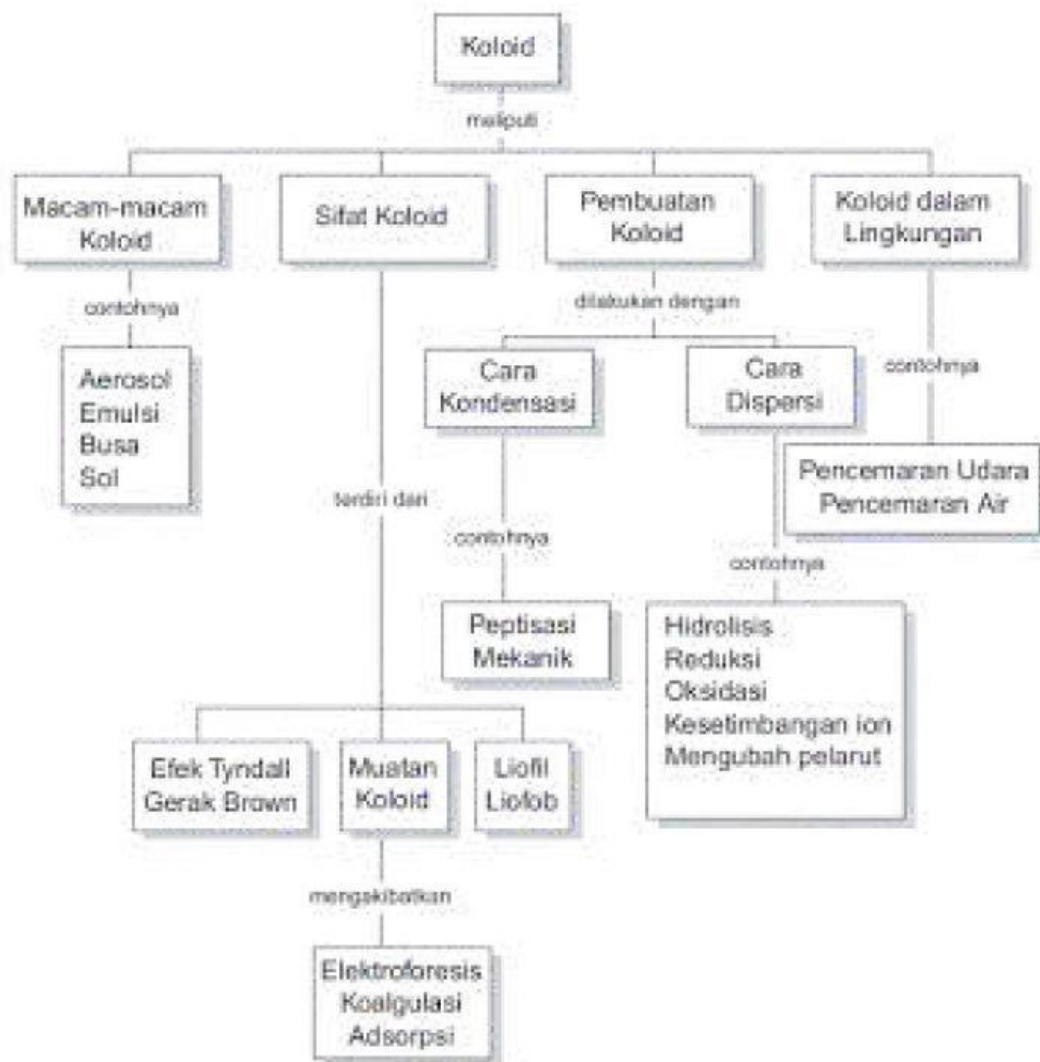 Koloid
meliputi
Macam-macam
Koloid
Sifat Koloid
Pembuatan
Koloid
Koloid dalam
Lingkungan
contohnya
dilakukan dengan
Aerosol
Emulsi
Busa
Sol
Cara
Kondensasi
Cara
Dispersi
contohnya
Pencemaran Udara
Pencemaran Air
terdiri dari
contohnya
contohnya
Peptisasi
Mekanik
Hidrolisis
Reduksi
Oksidasi
Kesetimbangan ion
Mengubah pelarut
Efek Tyndall
Gerak Brown
Muatan
Koloid
Liofil
Liofob
mengakibatkan
Elektroforesis
Koalgulasi
Adsorpsi